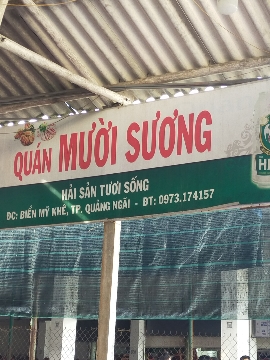 QUÁN MƯỜI SƯƠNG
HẢI SẢN TƯƠI SỐNG
ĐC: BIỂN MỸ KHÊ, TP. QUẢNG NGÃI - ĐT: 0973.174157